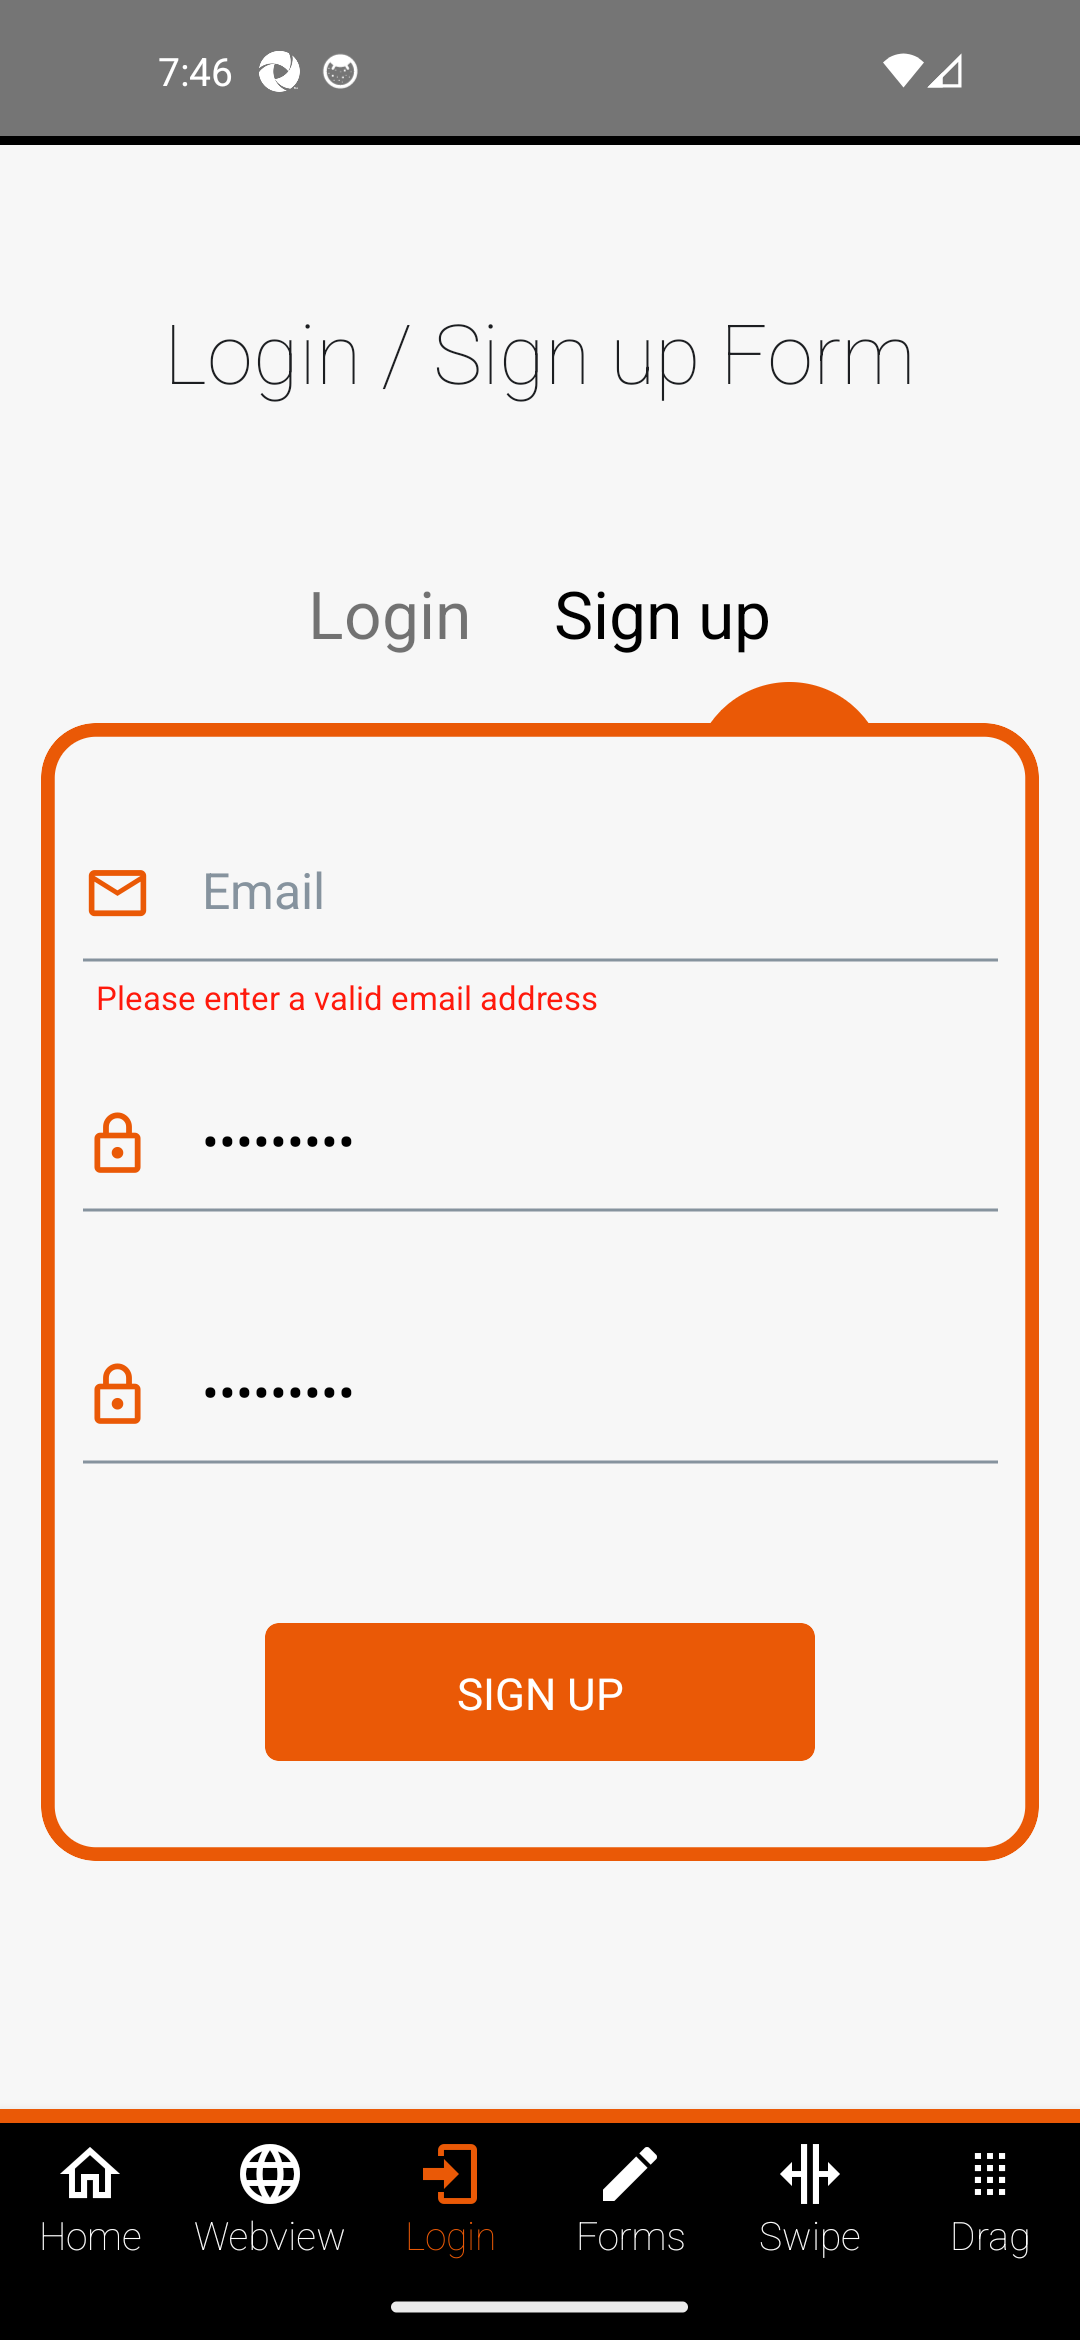 7:46
Login / Sign up Form
Login Sign up
Email
Please enter a valid email address
•••••••••
•••••••••
SIGN UP
Home Webview Login Forms Swipe Drag